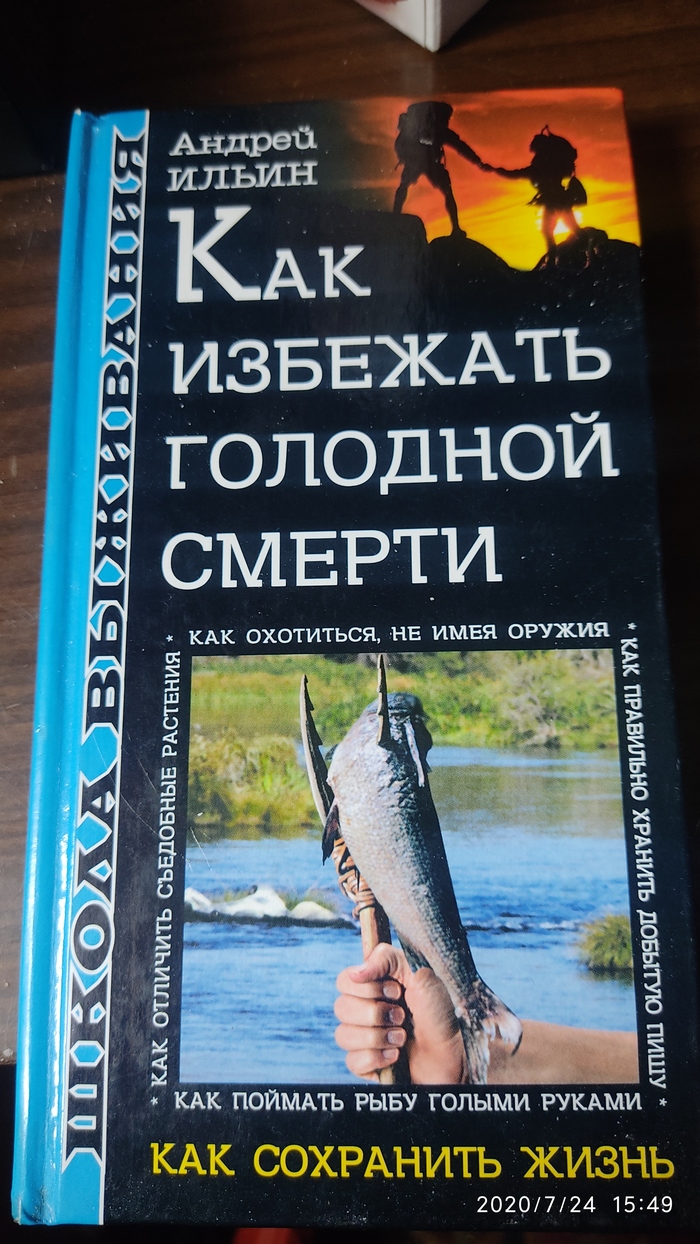 Андрей
ИЛЬИН
КАК
ИЗБЕЖАТЬ
ГОЛОДНОЙ
СМЕРТИ
ШКОЛА ВЫЖИВАНИЯ
* КАК ОХОТИТЬСЯ, НЕ ИМЕЯ ОРУЖИЯ
* КАК ПРАВИЛЬНО ХРАНИТЬ ДОБЫТУЮ ПИЩУ
* КАК ОТЛИЧИТЬ СЪЕДОБНЫЕ РАСТЕНИЯ
* КАК ПОЙМАТЬ РЫБУ ГОЛЫМИ РУКАМИ *
КАК СОХРАНИТЬ ЖИЗНЬ
2020/7/24 15:49